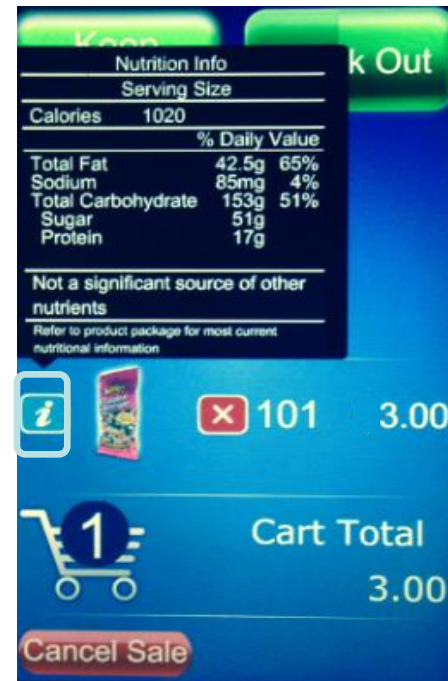 Keep
k Out
Nutrition Info
Serving Size
Calories 1020
% Daily Value
Total Fat 42.5g 65%
Sodium 85mg 4%
Total Carbohydrate 153g 51%
Sugar 51g
Protein 17g
Not a significant source of other
nutrients
Refer to product package for most current
nutritional information
i
101 3.00
1
Cart Total
3.00
Cancel Sale